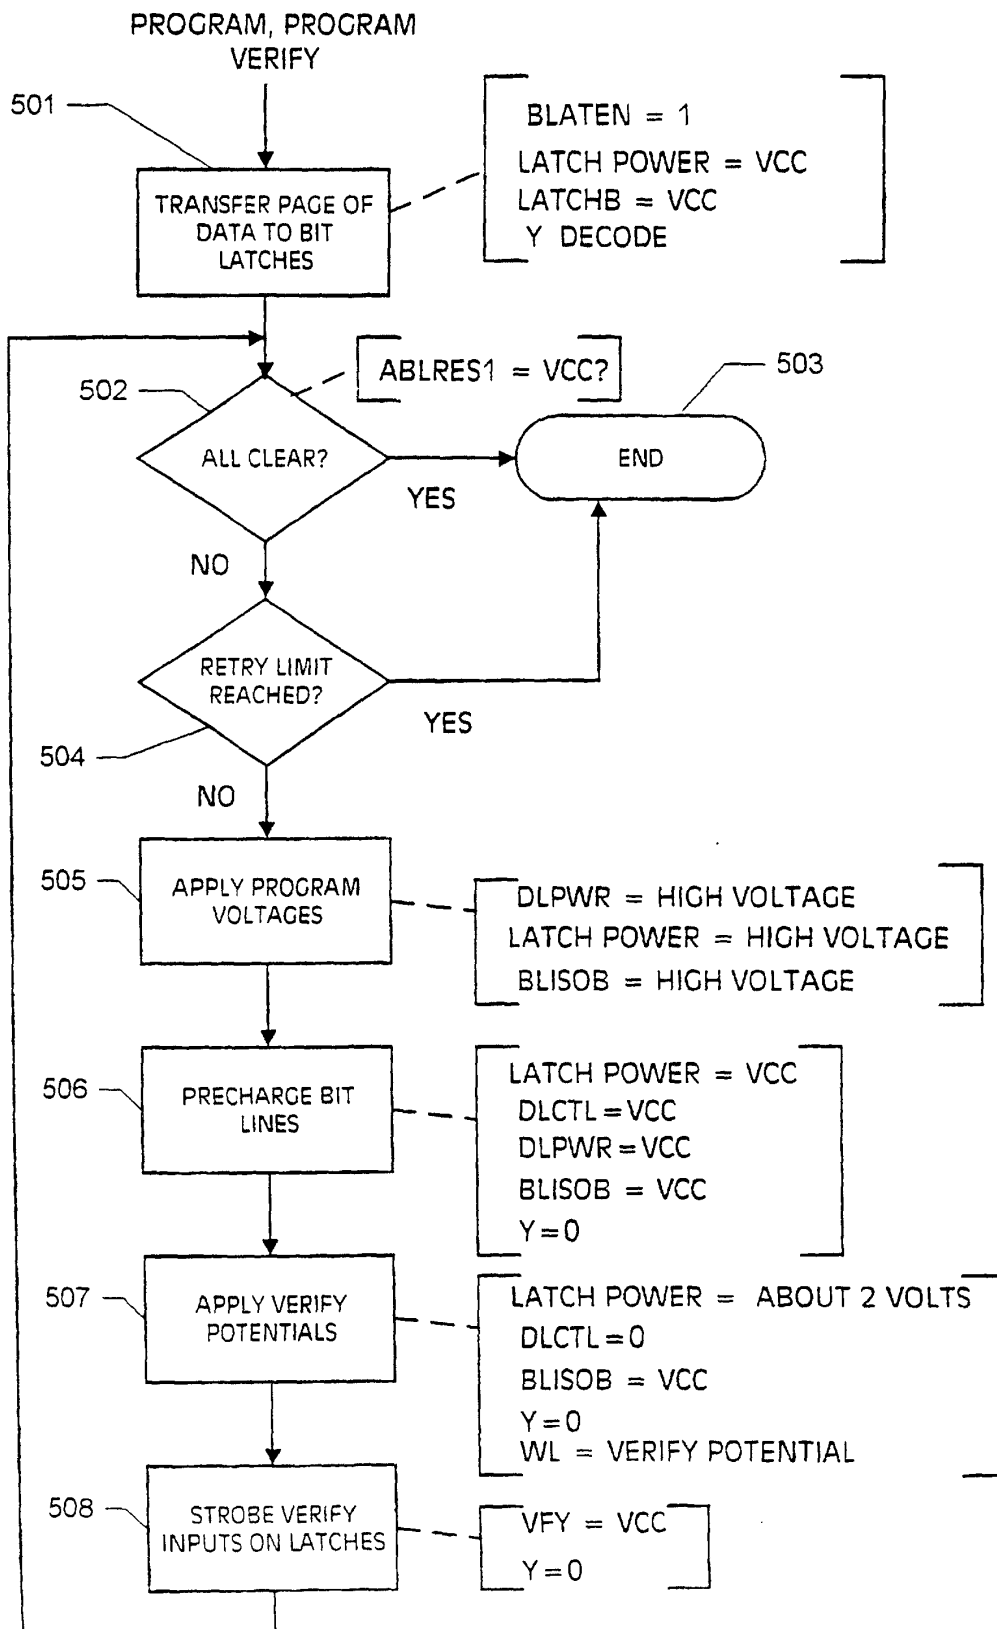 PROGRAM, PROGRAM
VERIFY
501
TRANSFER PAGE OF
DATA TO BIT
LATCHES
BLATEN = 1
LATCH POWER = VCC
LATCHB = VCC
Y DECODE
502
ABLRES1 = VCC?
503
ALL CLEAR?
END
YES
NO
RETRY LIMIT
REACHED?
YES
504
NO
505
APPLY PROGRAM
VOLTAGES
DLPWR = HIGH VOLTAGE
LATCH POWER = HIGH VOLTAGE
BLISOB = HIGH VOLTAGE
506
PRECHARGE BIT
LINES
LATCH POWER = VCC
DLCTL=VCC
DLPWR=VCC
BLISOB = VCC
Y=0
507
APPLY VERIFY
POTENTIALS
LATCH POWER = ABOUT 2 VOLTS
DLCTL=0
BLISOB = VCC
Y=0
WL = VERIFY POTENTIAL
508
STROBE VERIFY
INPUTS ON LATCHES
VFY = VCC
Y=0